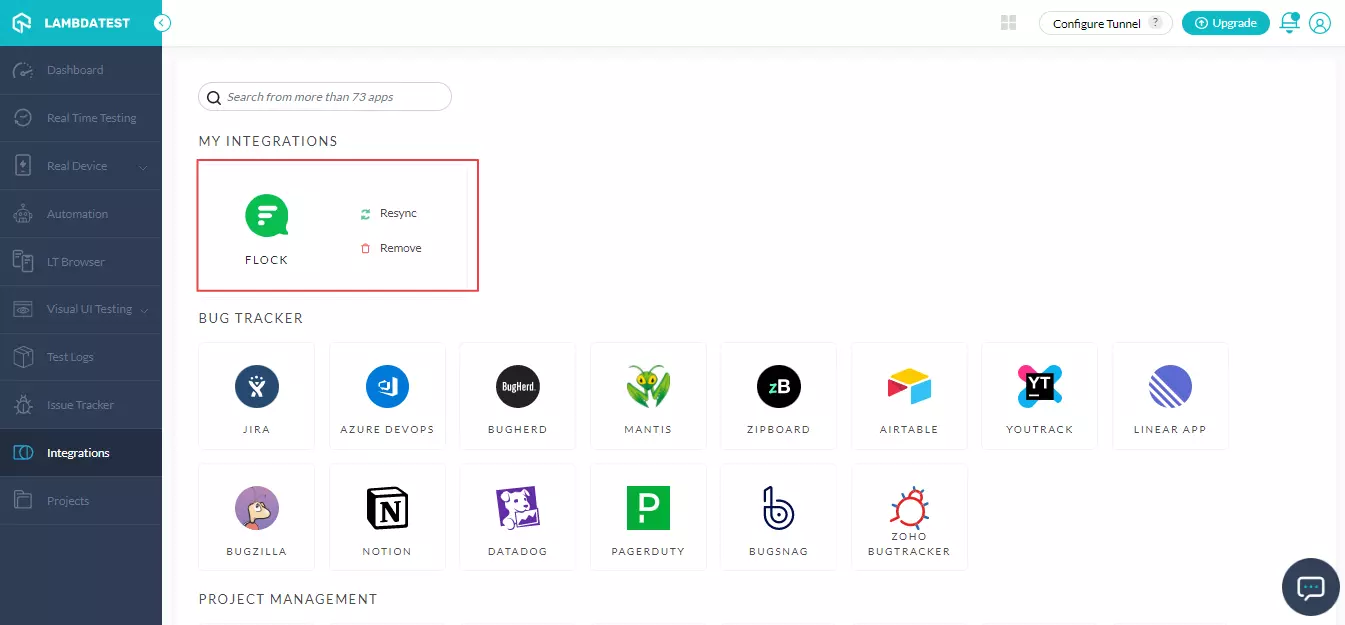 LAMBDATEST
Configure Tunnel ?
Upgrade
Dashboard
Real Time Testing
Real Device
Automation
LT Browser
Visual UI Testing
Test Logs
Issue Tracker
Integrations
Projects
Search from more than 73 apps
MY INTEGRATIONS
FLOCK
Resync
Remove
BUG TRACKER
JIRA
AZURE DEVOPS
BugHerd.
BUGHERD
MANTIS
zB
ZIPBOARD
AIRTABLE
YT
YOUTRACK
LINEAR APP
BUGZILLA
N
NOTION
DATADOG
P
PAGERDUTY
b
BUGSNAG
ZOHO
BUGTRACKER
PROJECT MANAGEMENT